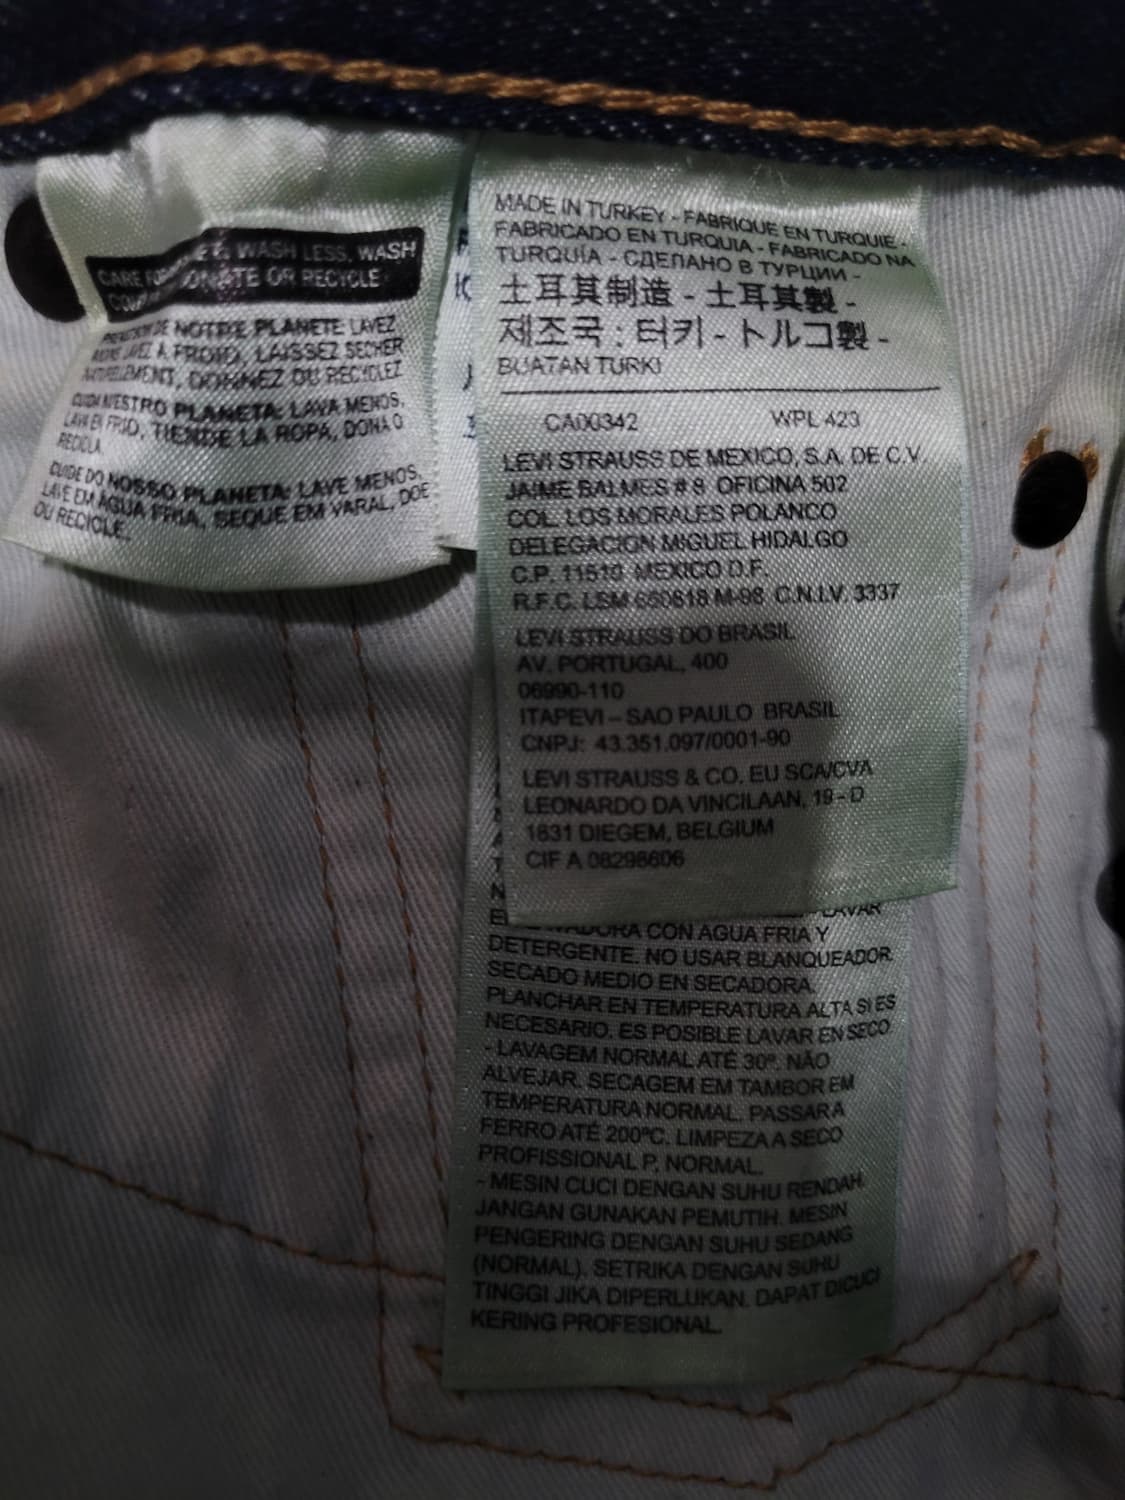 WASH LESS, WASH
OR RECYCLE
NOTRE PLANETE: LAVEZ
A FROID, LAISSEZ SECHER
DONNEZ OU RECYCLEZ
PLANETA: LAVA MENOS,
LAVA EN FRIO, TIENDE LA ROPA, DONA O
RECICLA.
CUIDE DO NOSSO PLANETA: LAVE MENOS,
LAVE EM AGUA FRIA, SEQUE EM VARAL, DOE
OU RECICLE.
MADE IN TURKEY - FABRIQUE EN TURQUIE -
FABRICADO EN TURQUIA - FABRICADO NA
TURQUÍA - СДЕЛАНО В ТУРЦИИ -
土耳其制造 - 土耳其製 -
제조국 : 터키 - トルコ製 -
BUATAN TURKI
CA00342 WPL 423
LEVI STRAUSS DE MEXICO, S.A. DE C.V.
JAIME BALMES # 8 OFICINA 502
COL. LOS MORALES POLANCO
DELEGACION MIGUEL HIDALGO
C.P. 11510 MEXICO D.F.
R.F.C. LSM 650618 M-96 C.N.I.V. 3337
LEVI STRAUSS DO BRASIL
AV. PORTUGAL, 400
06690-110
ITAPEVI – SAO PAULO BRASIL
CNPJ: 43.351.097/0001-90
LEVI STRAUSS & CO. EU SCA/CVA
LEONARDO DA VINCILAAN, 19 - D
1831 DIEGEM, BELGIUM
CIF A 08296606
LAVAR
CON AGUA FRIA Y
DETERGENTE. NO USAR BLANQUEADOR.
SECADO MEDIO EN SECADORA.
PLANCHAR EN TEMPERATURA ALTA SI ES
NECESARIO. ES POSIBLE LAVAR EN SECO
- LAVAGEM NORMAL ATÉ 30º. NÃO
ALVEJAR. SECAGEM EM TAMBOR EM
TEMPERATURA NORMAL. PASSAR A
FERRO ATÉ 200ºC. LIMPEZA A SECO
PROFISSIONAL P, NORMAL.
- MESIN CUCI DENGAN SUHU RENDAH.
JANGAN GUNAKAN PEMUTIH. MESIN
PENGERING DENGAN SUHU SEDANG
(NORMAL). SETRIKA DENGAN SUHU
TINGGI JIKA DIPERLUKAN. DAPAT DICUCI
KERING PROFESIONAL.